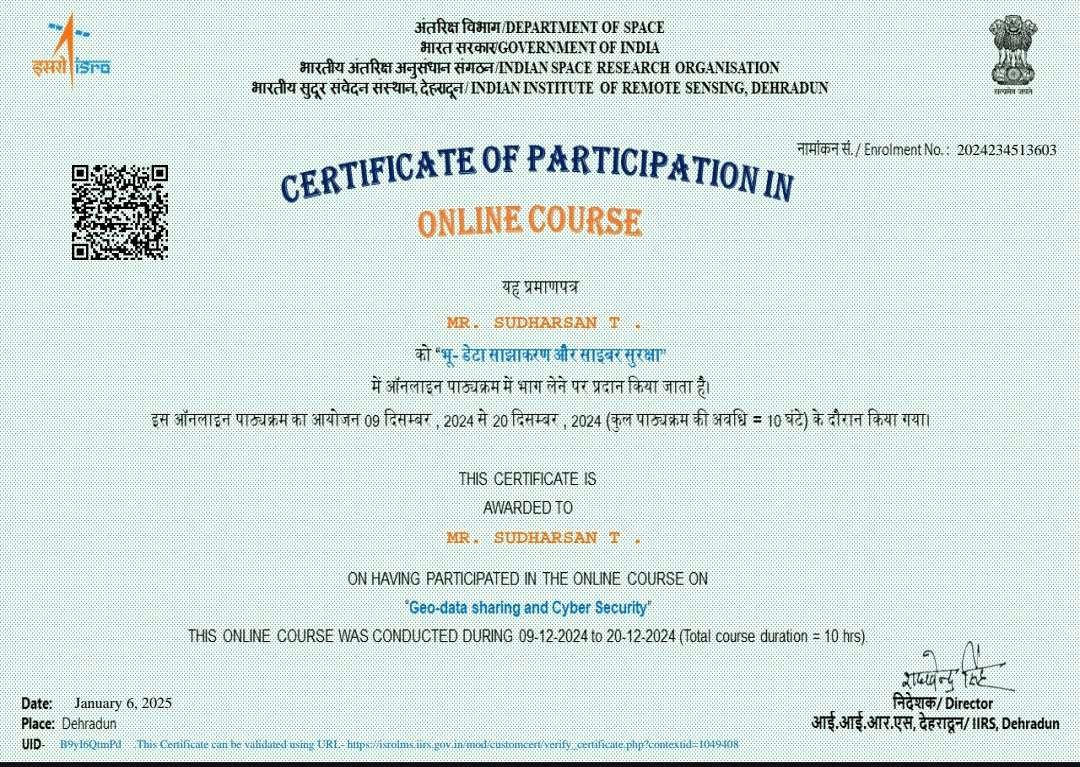 इसरो isro
अंतरिक्ष विभाग/DEPARTMENT OF SPACE
भारत सरकार/GOVERNMENT OF INDIA
भारतीय अंतरिक्ष अनुसंधान संगठन/INDIAN SPACE RESEARCH ORGANISATION
भारतीय सुदूर संवेदन संस्थान, देहरादून/ INDIAN INSTITUTE OF REMOTE SENSING, DEHRADUN
सत्यमेव जयते
नामांकन सं./ Enrolment No. : 2024234513603
CERTIFICATE OF PARTICIPATION IN
ONLINE COURSE
यह प्रमाणपत्र
MR. SUDHARSAN T .
को "भू- डेटा साझाकरण और साइबर सुरक्षा"
में ऑनलाइन पाठ्यक्रम में भाग लेने पर प्रदान किया जाता है।
इस ऑनलाइन पाठ्यक्रम का आयोजन 09 दिसम्बर , 2024 से 20 दिसम्बर , 2024 (कुल पाठ्यक्रम की अवधि = 10 घंटे) के दौरान किया गया।
THIS CERTIFICATE IS
AWARDED TO
MR. SUDHARSAN T .
ON HAVING PARTICIPATED IN THE ONLINE COURSE ON
"Geo-data sharing and Cyber Security"
THIS ONLINE COURSE WAS CONDUCTED DURING 09-12-2024 to 20-12-2024 (Total course duration = 10 hrs).
निदेशक/ Director
आई.आई.आर.एस, देहरादून/ IIRS, Dehradun
Date: January 6, 2025
Place: Dehradun
UID- B9yI6QtmPd .This Certificate can be validated using URL- https://isrolms.iirs.gov.in/mod/customcert/verify_certificate.php?contextid=1049408